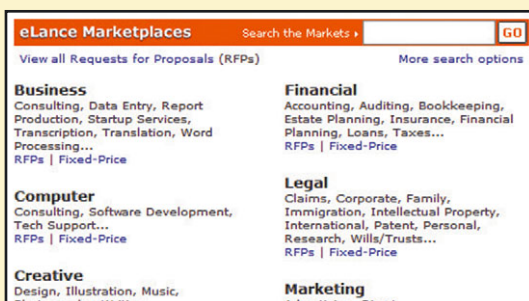 eLance Marketplaces
Search the Markets
GO
View all Requests for Proposals (RFPs)
More search options
Business
Consulting, Data Entry, Report
Production, Startup Services,
Transcription, Translation, Word
Processing...
RFPs | Fixed-Price
Computer
Consulting, Software Development,
Tech Support...
RFPs | Fixed-Price
Creative
Design, Illustration, Music,
Financial
Accounting, Auditing, Bookkeeping,
Estate Planning, Insurance, Financial
Planning, Loans, Taxes...
RFPs | Fixed-Price
Legal
Claims, Corporate, Family,
Immigration, Intellectual Property,
International, Patent, Personal,
Research, Wills/Trusts...
RFPs | Fixed-Price
Marketing